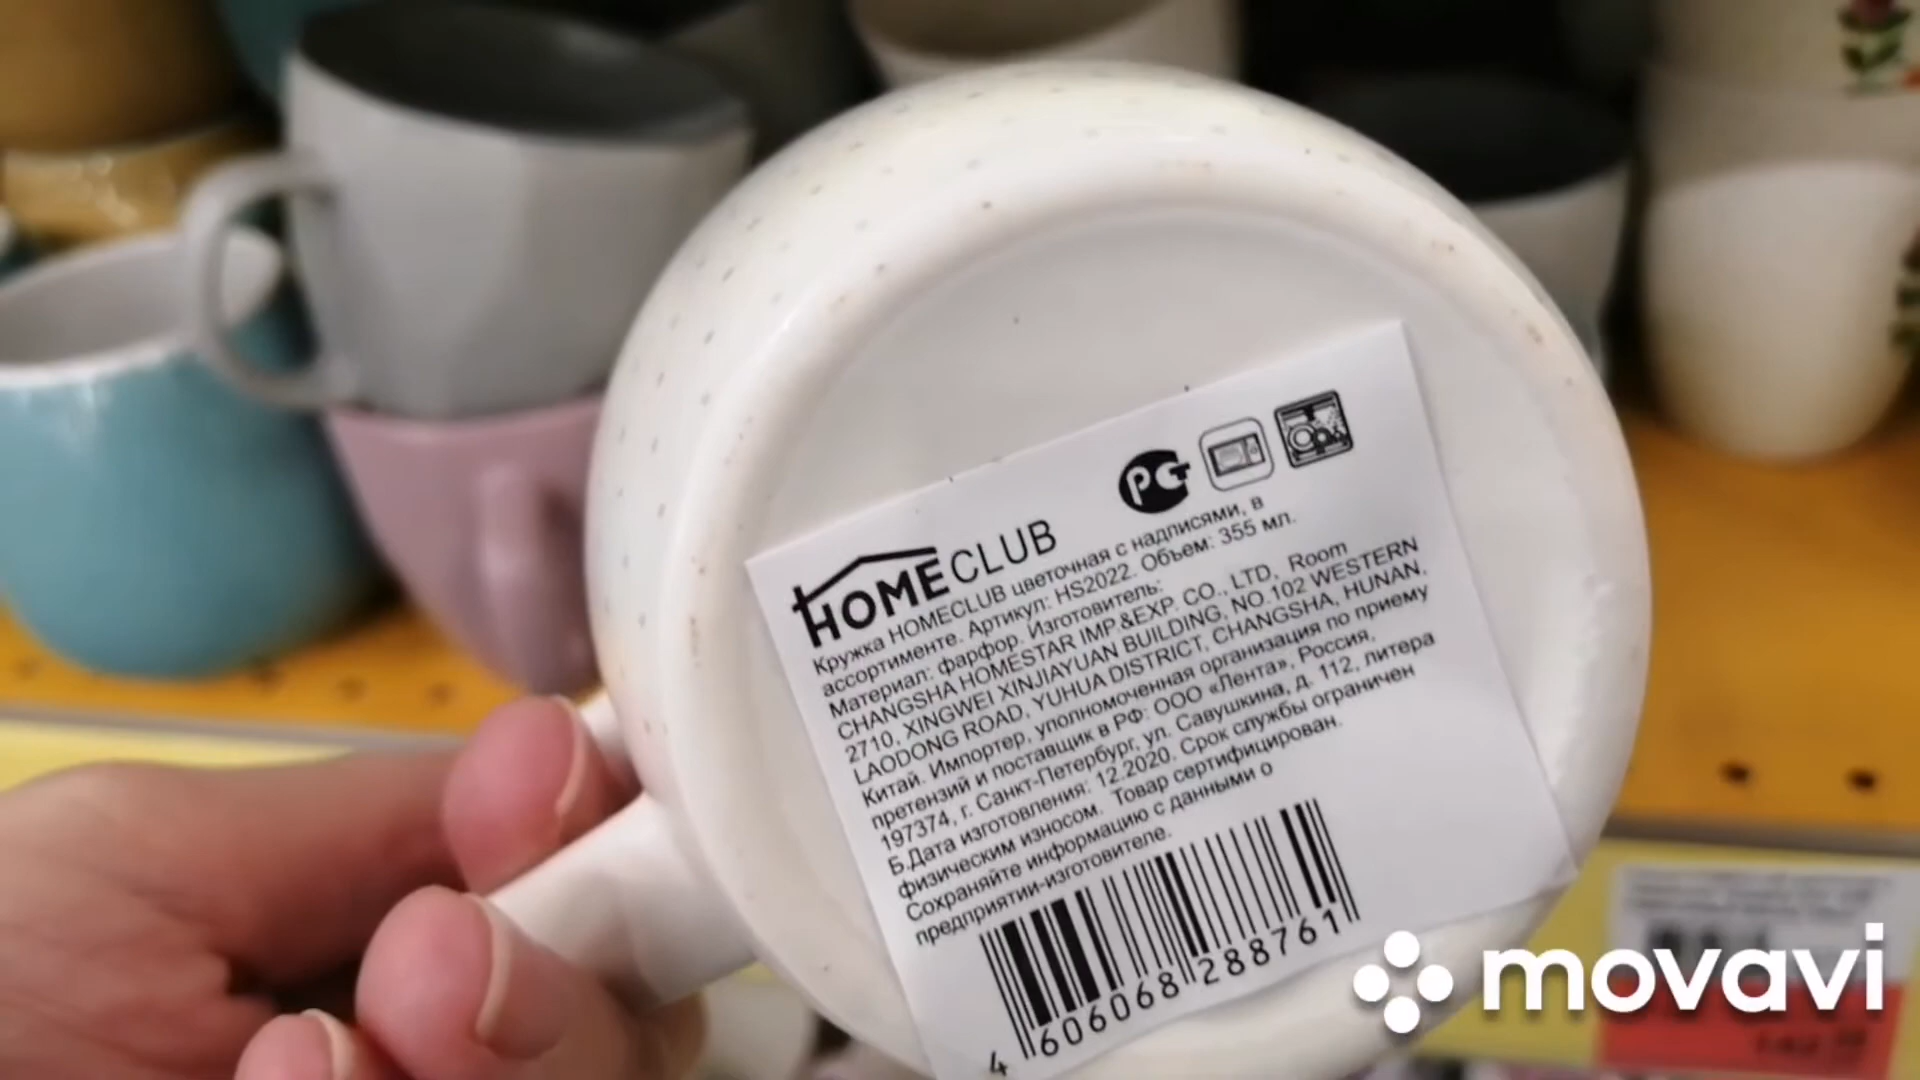 HOMECLUB
РСТ
Кружка HOMECLUB цветочная с надписями, в
ассортименте. Артикул: HS2022. Объем: 355 мл.
Материал: фарфор. Изготовитель:
CHANGSHA HOMESTAR IMP.&EXP. CO., LTD, Room
2710, XINGWEI XINJIAYUAN BUILDING, NO.102 WESTERN
LAODONG ROAD, YUHUA DISTRICT, CHANGSHA, HUNAN,
Китай. Импортер, уполномоченная организация по приему
претензий и поставщик в РФ: ООО «Лента», Россия,
197374, г. Санкт-Петербург, ул. Савушкина, д. 112, литера
Б.Дата изготовления: 12.2020. Срок службы ограничен
физическим износом. Товар сертифицирован.
Сохраняйте информацию с данными о
предприятии-изготовителе.
4 606068 288761
movavi